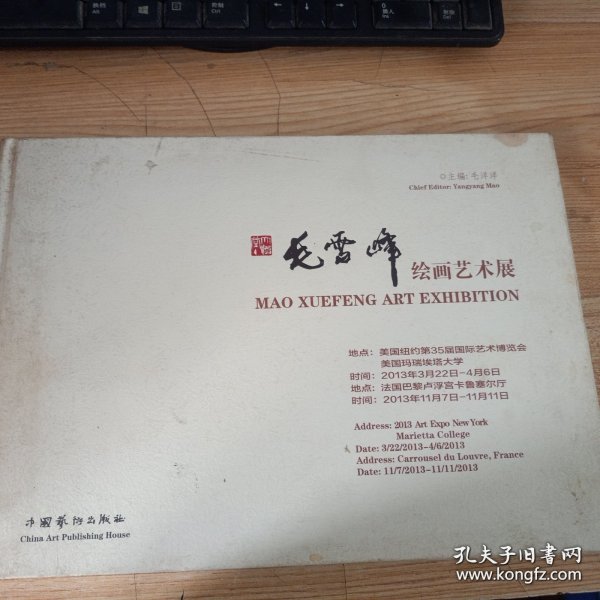 ◎主编:毛洋洋
Chief Editor: Yangyang Mao
毛雪峰 绘画艺术展
MAO XUEFENG ART EXHIBITION
地点：美国纽约第35届国际艺术博览会
美国玛瑞埃塔大学
时间：2013年3月22日-4月6日
地点：法国巴黎卢浮宫卡鲁塞尔厅
时间：2013年11月7日-11月11日
Address: 2013 Art Expo New York
Marietta College
Date: 3/22/2013-4/6/2013
Address: Carrousel du Louvre, France
Date: 11/7/2013-11/11/2013
中国艺术出版社
China Art Publishing House
孔夫子旧书网
www.kongfz.com